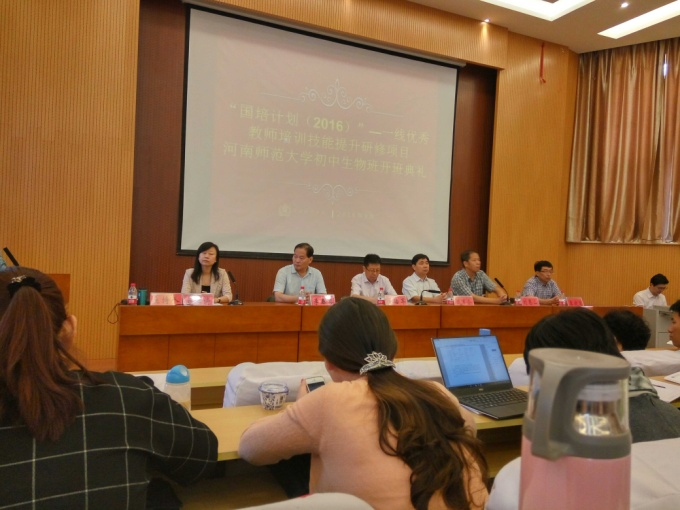 “国培计划（2016）”——一线优秀
教师培训技能提升研修项目
河南师范大学初中生物班开班典礼